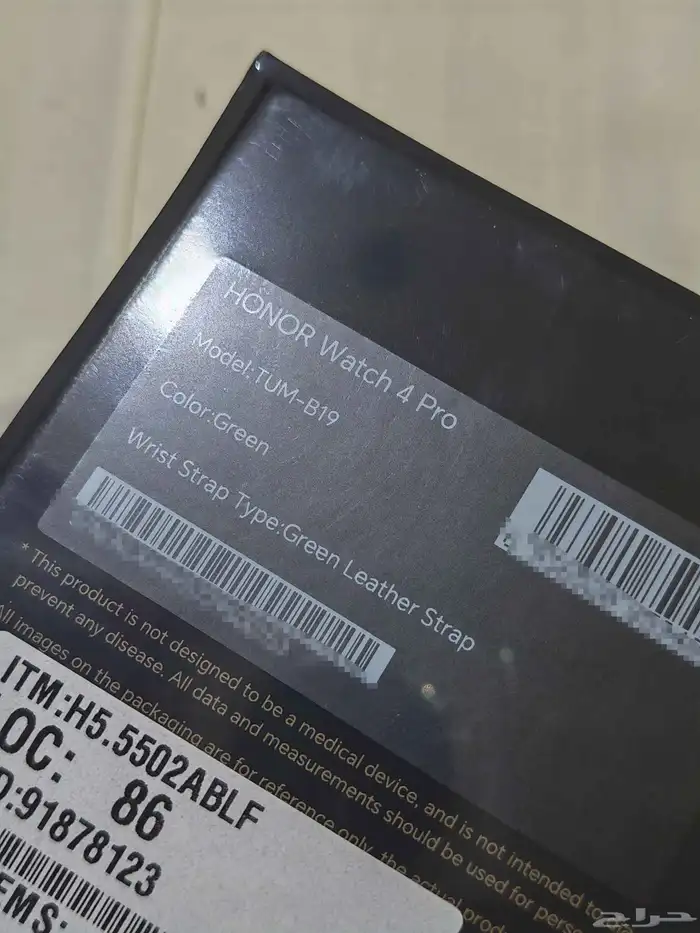 HONOR Watch 4 Pro
Model:TUM-B19
Color:Green
Wrist Strap Type:Green Leather Strap
* This product is not designed to be a medical device, and is not intended to
prevent any disease. All data and measurements should be used for
All images on the packaging are for reference only, the actual
ITM:H5.5502ABLF
OC: 86
D:91878123
EMS:
حراج